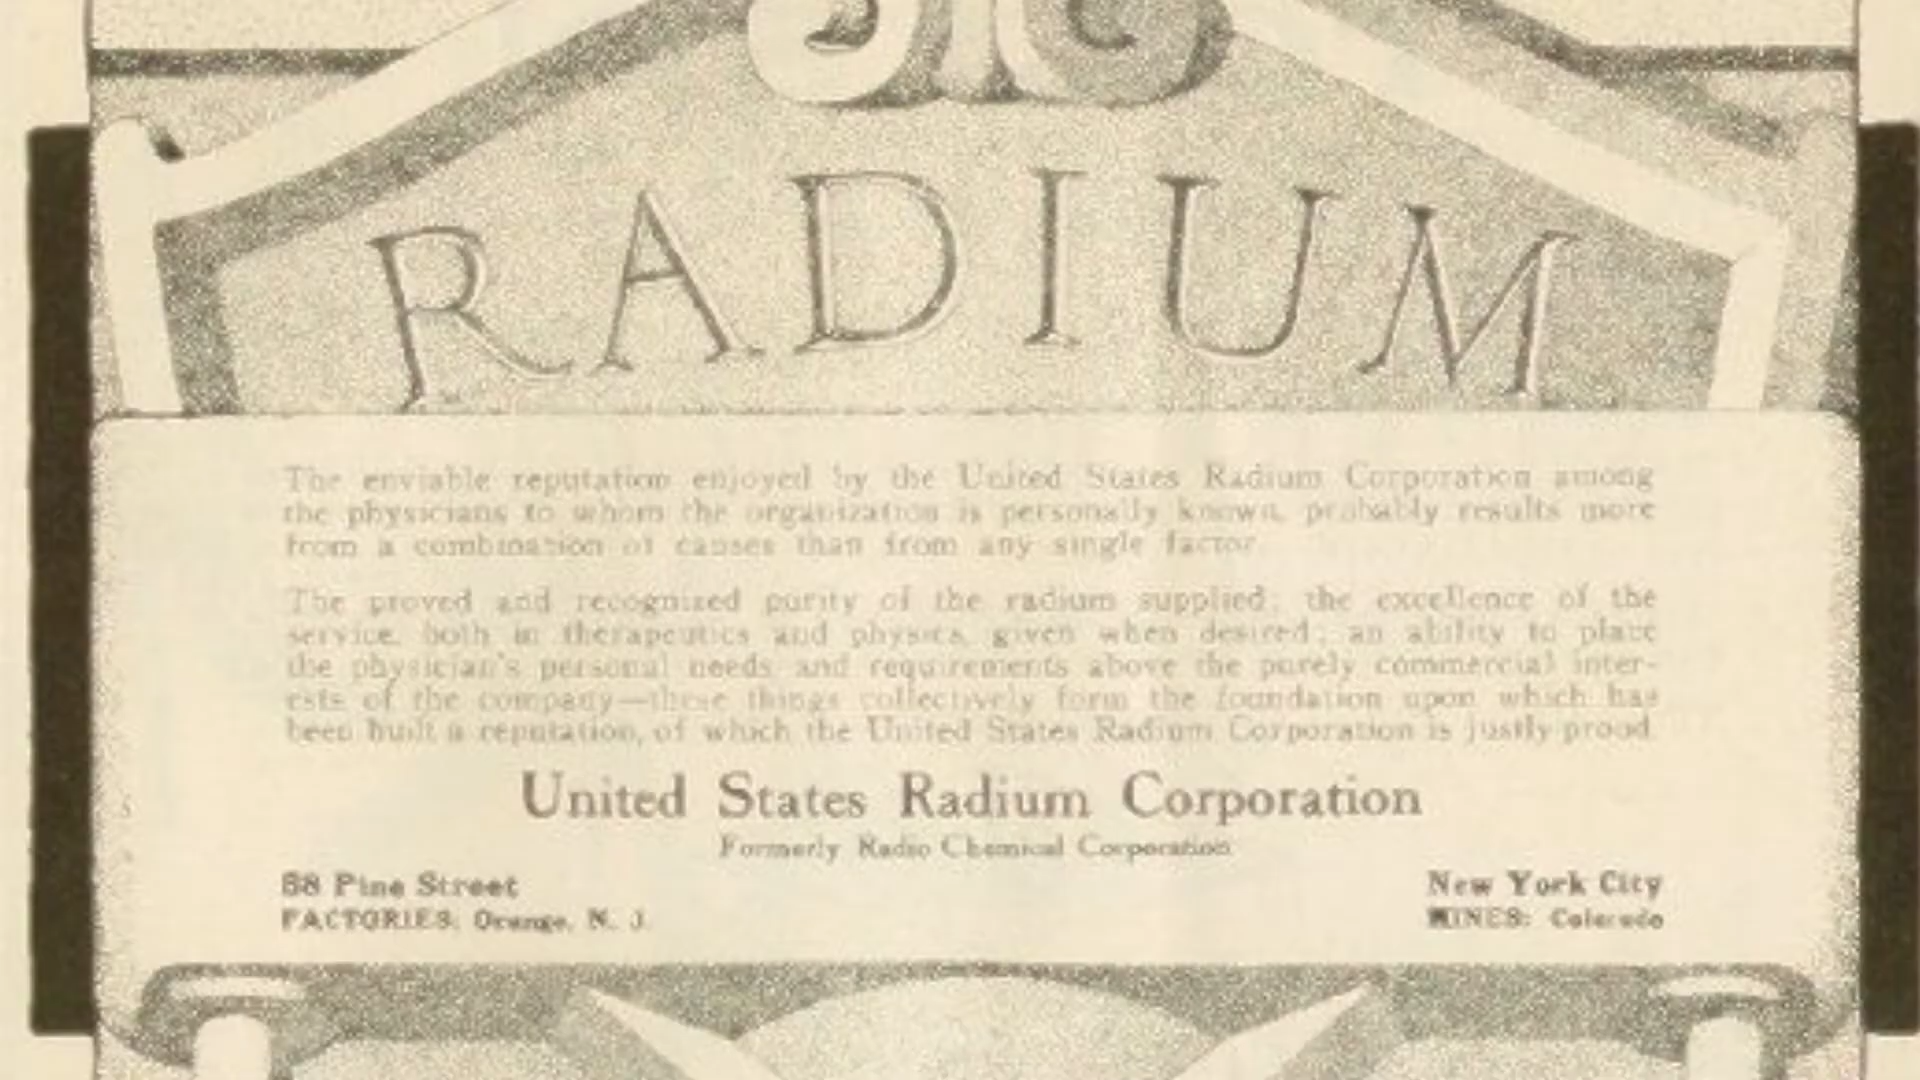 RADIUM
The enviable reputation enjoyed by the United States Radium Corporation among
the physicians to whom the organization is personally known, probably results more
from a combination of causes than from any single factor.
The proved and recognized purity of the radium supplied; the excellence of the
service, both in therapeutics and physics, given when desired; an ability to place
the physician's personal needs and requirements above the purely commercial inter-
ests of the company—these things collectively form the foundation upon which has
been built a reputation, of which the United States Radium Corporation is justly proud.
United States Radium Corporation
Formerly Radio Chemical Corporation
58 Pine Street New York City
FACTORIES: Orange, N. J. MINES: Colorado